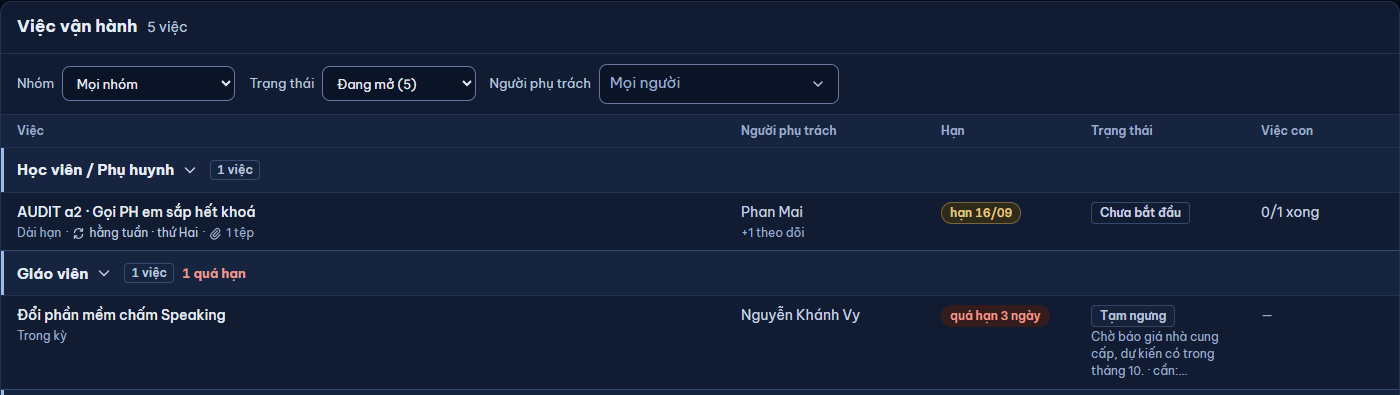 Việc vận hành 5 việc
Nhóm Mọi nhóm Trạng thái Đang mở (5) Người phụ trách Mọi người
Việc Người phụ trách Hạn Trạng thái Việc con
Học viên / Phụ huynh 1 việc
AUDIT a2 · Gọi PH em sắp hết khoá Phan Mai hạn 16/09 Chưa bắt đầu 0/1 xong
Dài hạn · hằng tuần · thứ Hai · 1 tệp +1 theo dõi
Giáo viên 1 việc 1 quá hạn
Đổi phần mềm chấm Speaking Nguyễn Khánh Vy quá hạn 3 ngày Tạm ngưng —
Trong kỳ Chờ báo giá nhà cung
cấp, dự kiến có trong
tháng 10. · cần:...